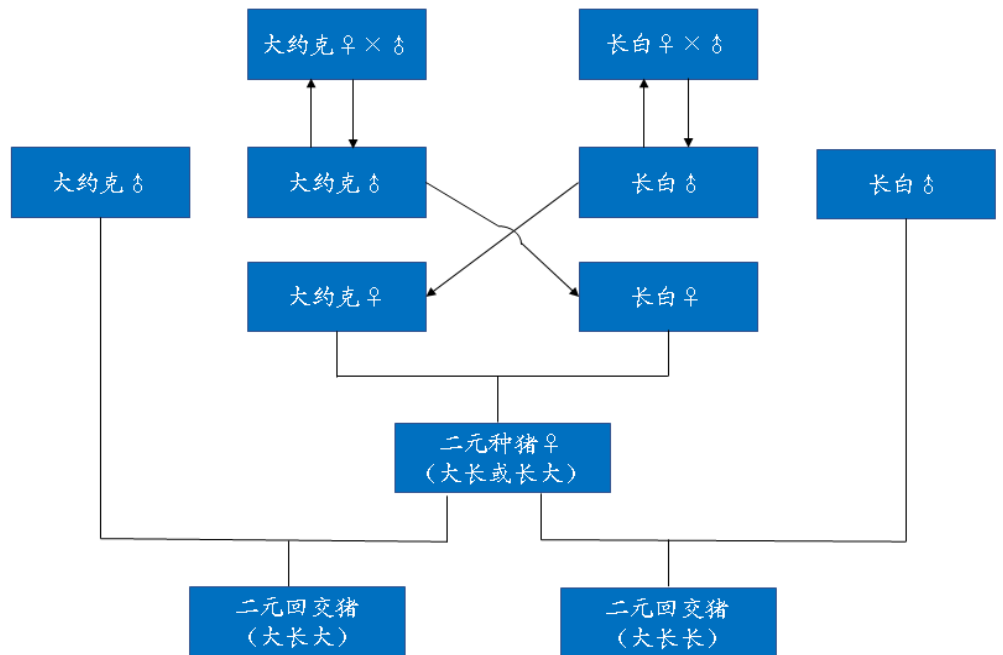 大约克♀×♂
长白♀×♂
大约克♂
大约克♂
长白♂
长白♂
大约克♀
长白♀
二元种猪♀
（大长或长大）
二元回交猪
（大长大）
二元回交猪
（大长长）